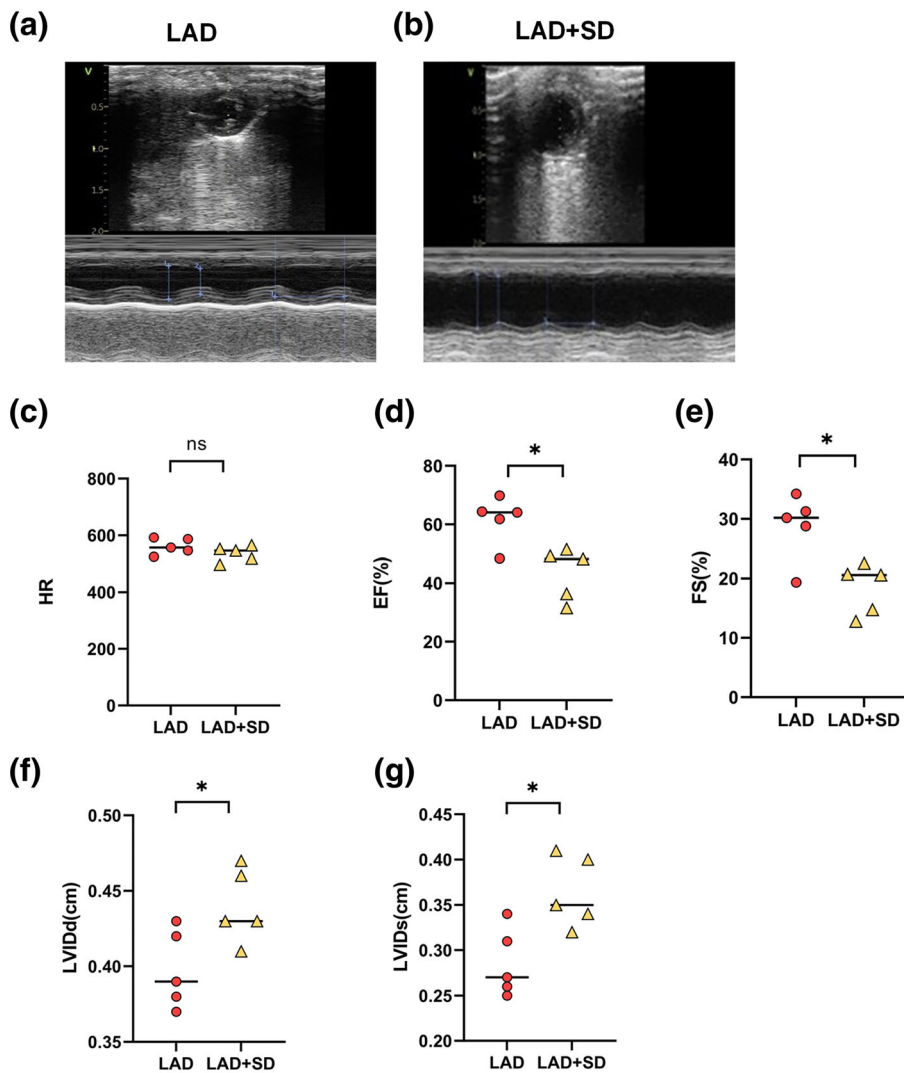 (a) LAD (b) LAD+SD
V V
0.5
1.0
1.5
2.0
(c) (d) (e)
ns * *
800 80 40
600 60 30
400 40 20
200 20 10
0 0 0
HR EF(%) FS(%)
LAD LAD+SD LAD LAD+SD LAD LAD+SD
(f) (g)
* *
0.50 0.45
0.45 0.40
0.40 0.35
0.35 0.30
0.25
0.20
LVIDd(cm) LVIDs(cm)
LAD LAD+SD LAD LAD+SD